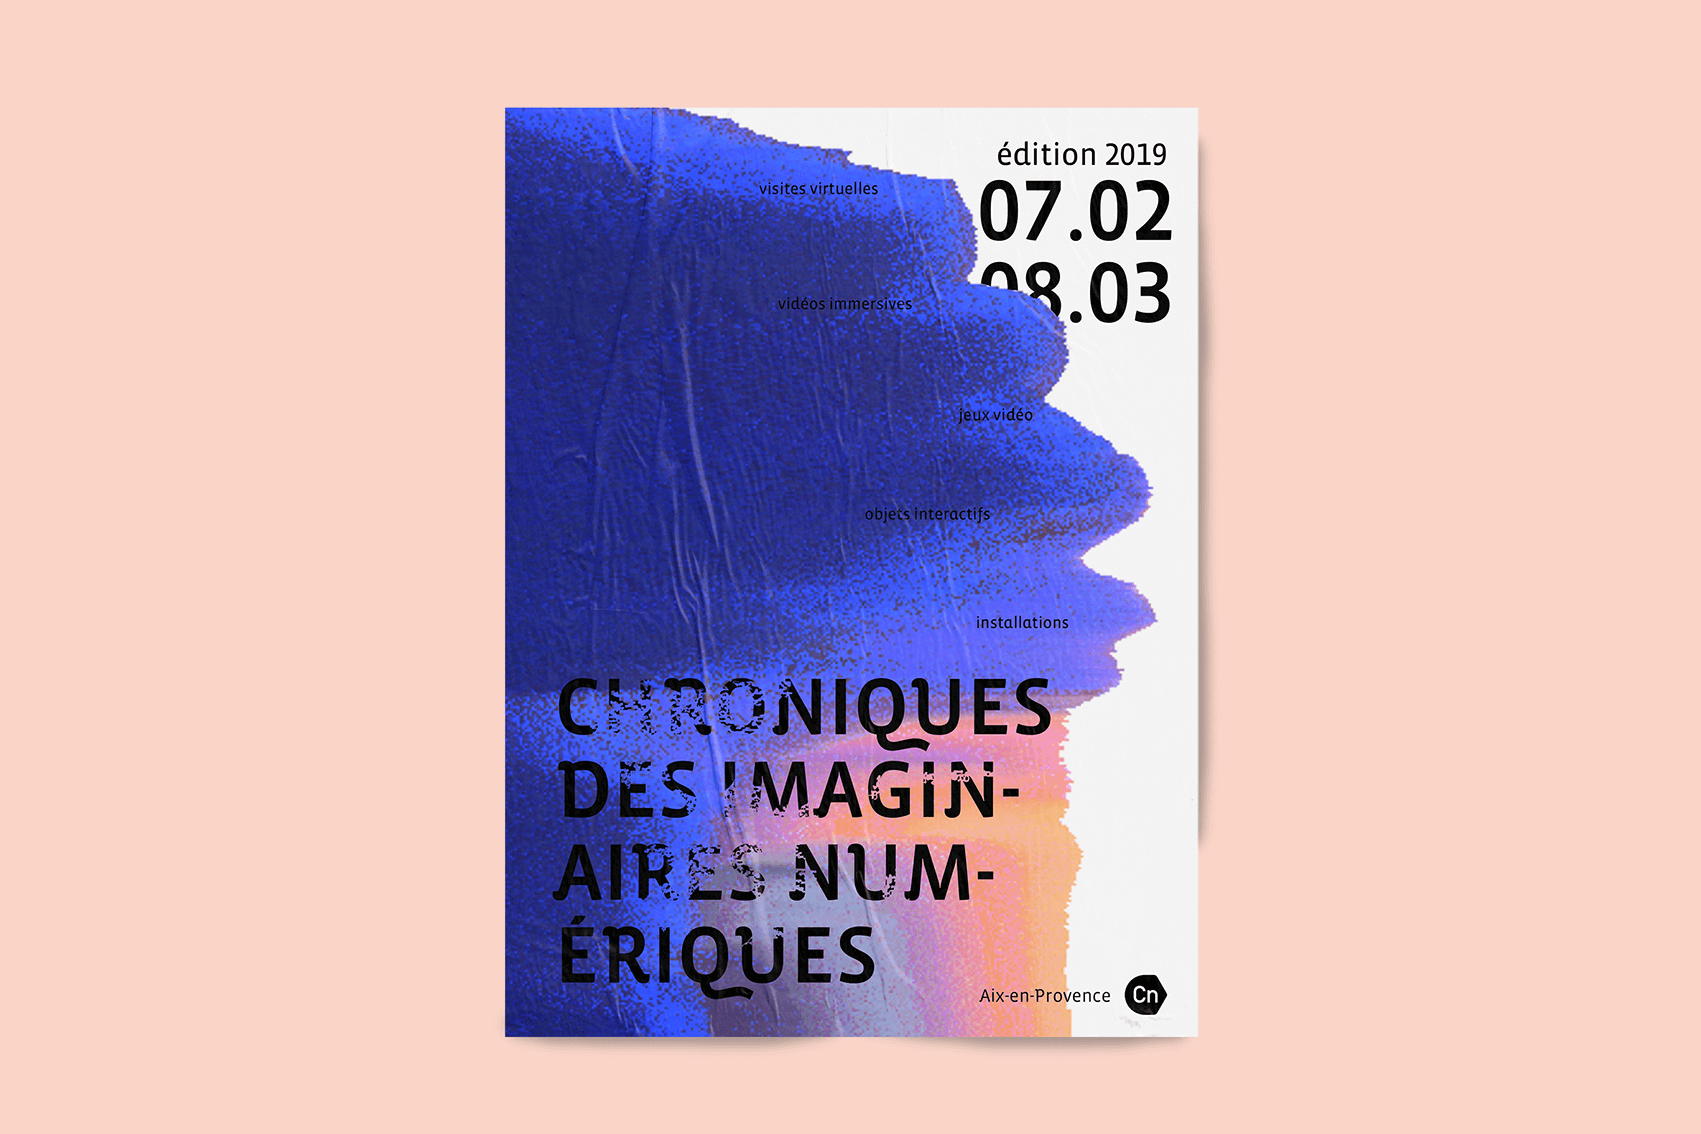 édition 2019
07.02
08.03
visites virtuelles
vidéos immersives
jeux vidéo
objets interactifs
installations
CHRONIQUES
DES IMAGIN-
AIRES NUM-
ÉRIQUES
Aix-en-Provence
Cn